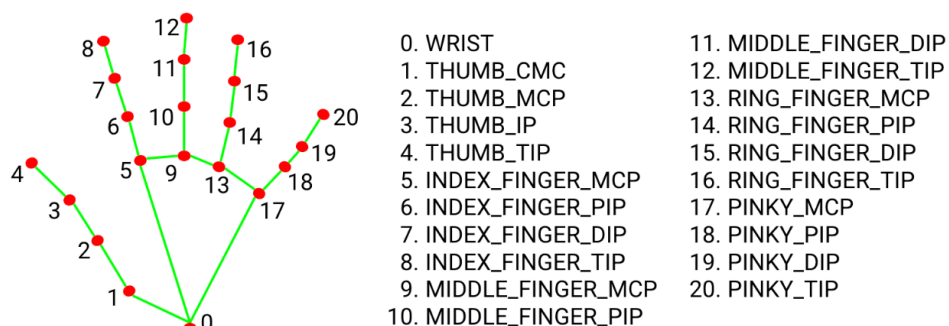 12
8
16
11
7
15
10
6
14
20
19
4
5
9
13
18
3
17
2
1
0
0. WRIST
1. THUMB_CMC
2. THUMB_MCP
3. THUMB_IP
4. THUMB_TIP
5. INDEX_FINGER_MCP
6. INDEX_FINGER_PIP
7. INDEX_FINGER_DIP
8. INDEX_FINGER_TIP
9. MIDDLE_FINGER_MCP
10. MIDDLE_FINGER_PIP
11. MIDDLE_FINGER_DIP
12. MIDDLE_FINGER_TIP
13. RING_FINGER_MCP
14. RING_FINGER_PIP
15. RING_FINGER_DIP
16. RING_FINGER_TIP
17. PINKY_MCP
18. PINKY_PIP
19. PINKY_DIP
20. PINKY_TIP